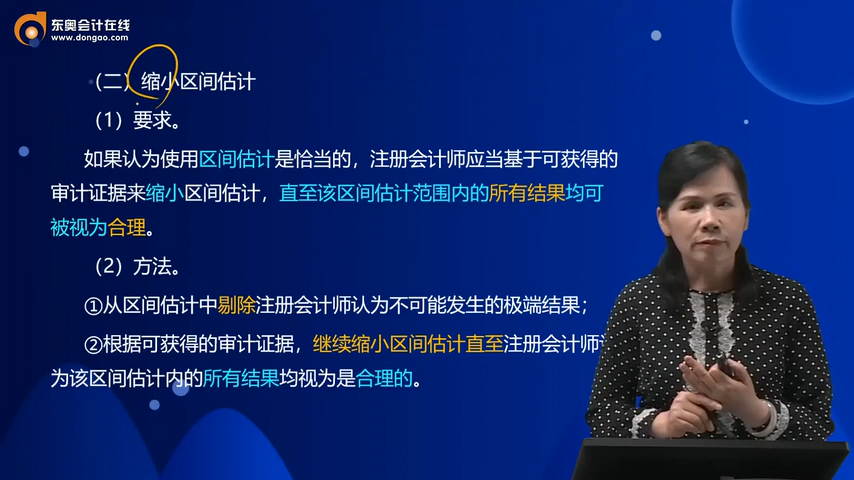 东奥会计在线
www.dongao.com
（二）缩小区间估计
（1）要求。
如果认为使用区间估计是恰当的，注册会计师应当基于可获得的
审计证据来缩小区间估计，直至该区间估计范围内的所有结果均可
被视为合理。
（2）方法。
①从区间估计中剔除注册会计师认为不可能发生的极端结果；
②根据可获得的审计证据，继续缩小区间估计直至注册会计师
为该区间估计内的所有结果均视为是合理的。